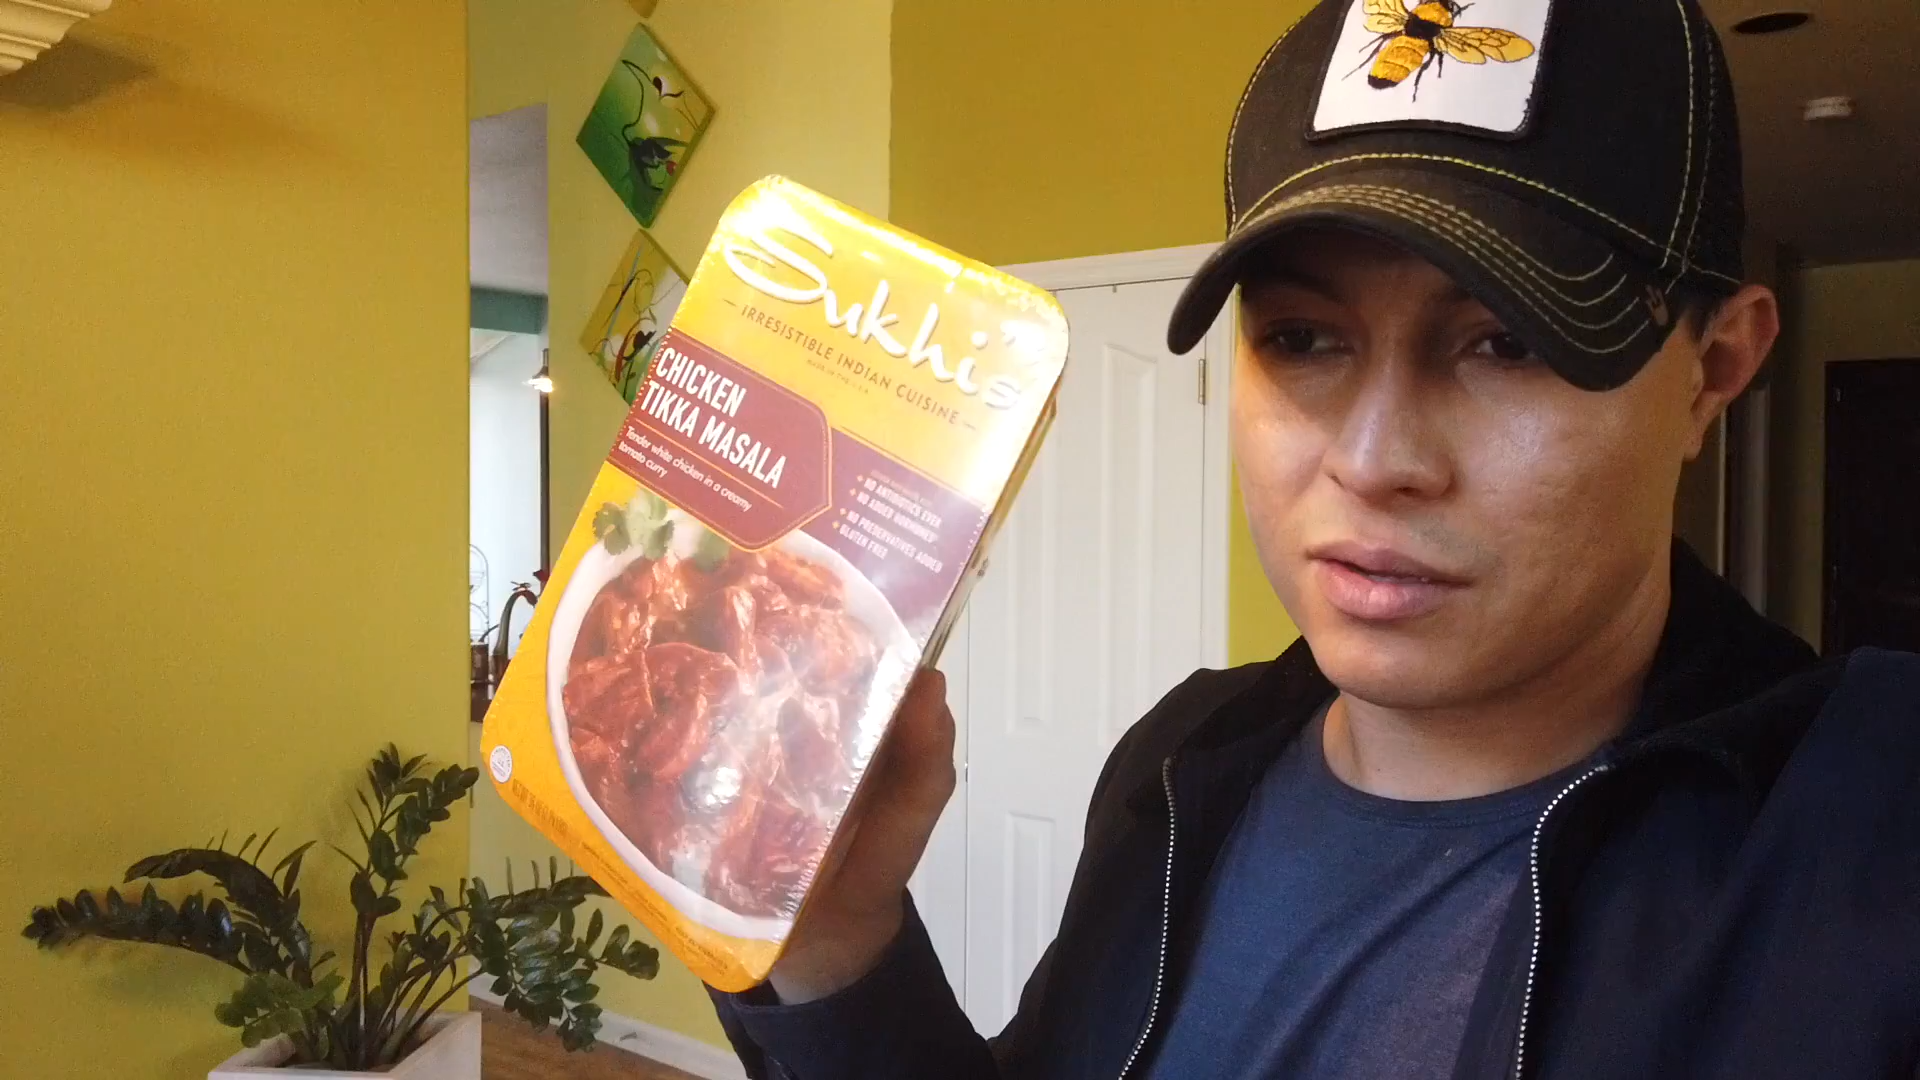 Sukhi's
IRRESISTIBLE INDIAN CUISINE
MADE IN THE U.S.A.
CHICKEN
TIKKA MASALA
Tender white chicken in a creamy
tomato curry
NO ANTIBIOTICS EVER
NO ADDED HORMONES
NO PRESERVATIVES ADDED
GLUTEN FREE